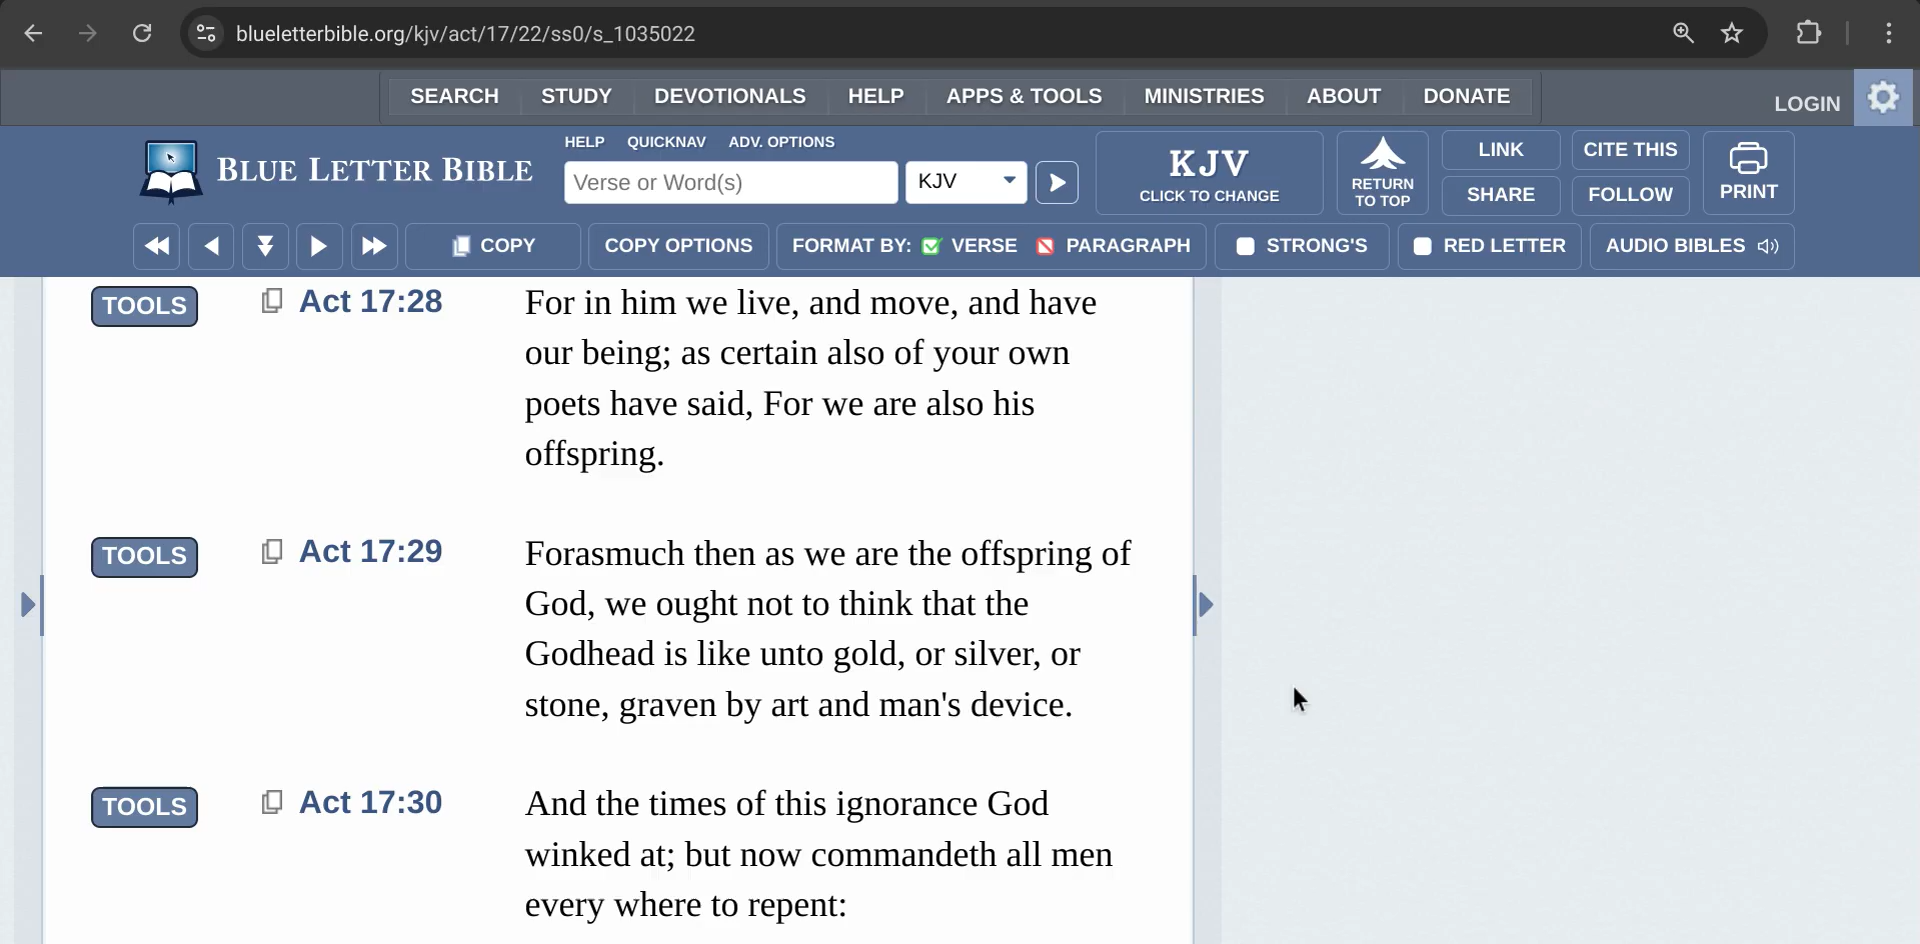 blueletterbible.org/kjv/act/17/22/ss0/s_1035022
SEARCH STUDY DEVOTIONALS HELP APPS & TOOLS MINISTRIES ABOUT DONATE LOGIN
HELP QUICKNAV ADV. OPTIONS
BLUE LETTER BIBLE
Verse or Word(s) KJV
KJV
CLICK TO CHANGE
RETURN
TO TOP
LINK CITE THIS
SHARE FOLLOW
PRINT
COPY COPY OPTIONS FORMAT BY: VERSE PARAGRAPH STRONG'S RED LETTER AUDIO BIBLES
TOOLS Act 17:28 For in him we live, and move, and have
our being; as certain also of your own
poets have said, For we are also his
offspring.
TOOLS Act 17:29 Forasmuch then as we are the offspring of
God, we ought not to think that the
Godhead is like unto gold, or silver, or
stone, graven by art and man's device.
TOOLS Act 17:30 And the times of this ignorance God
winked at; but now commandeth all men
every where to repent: